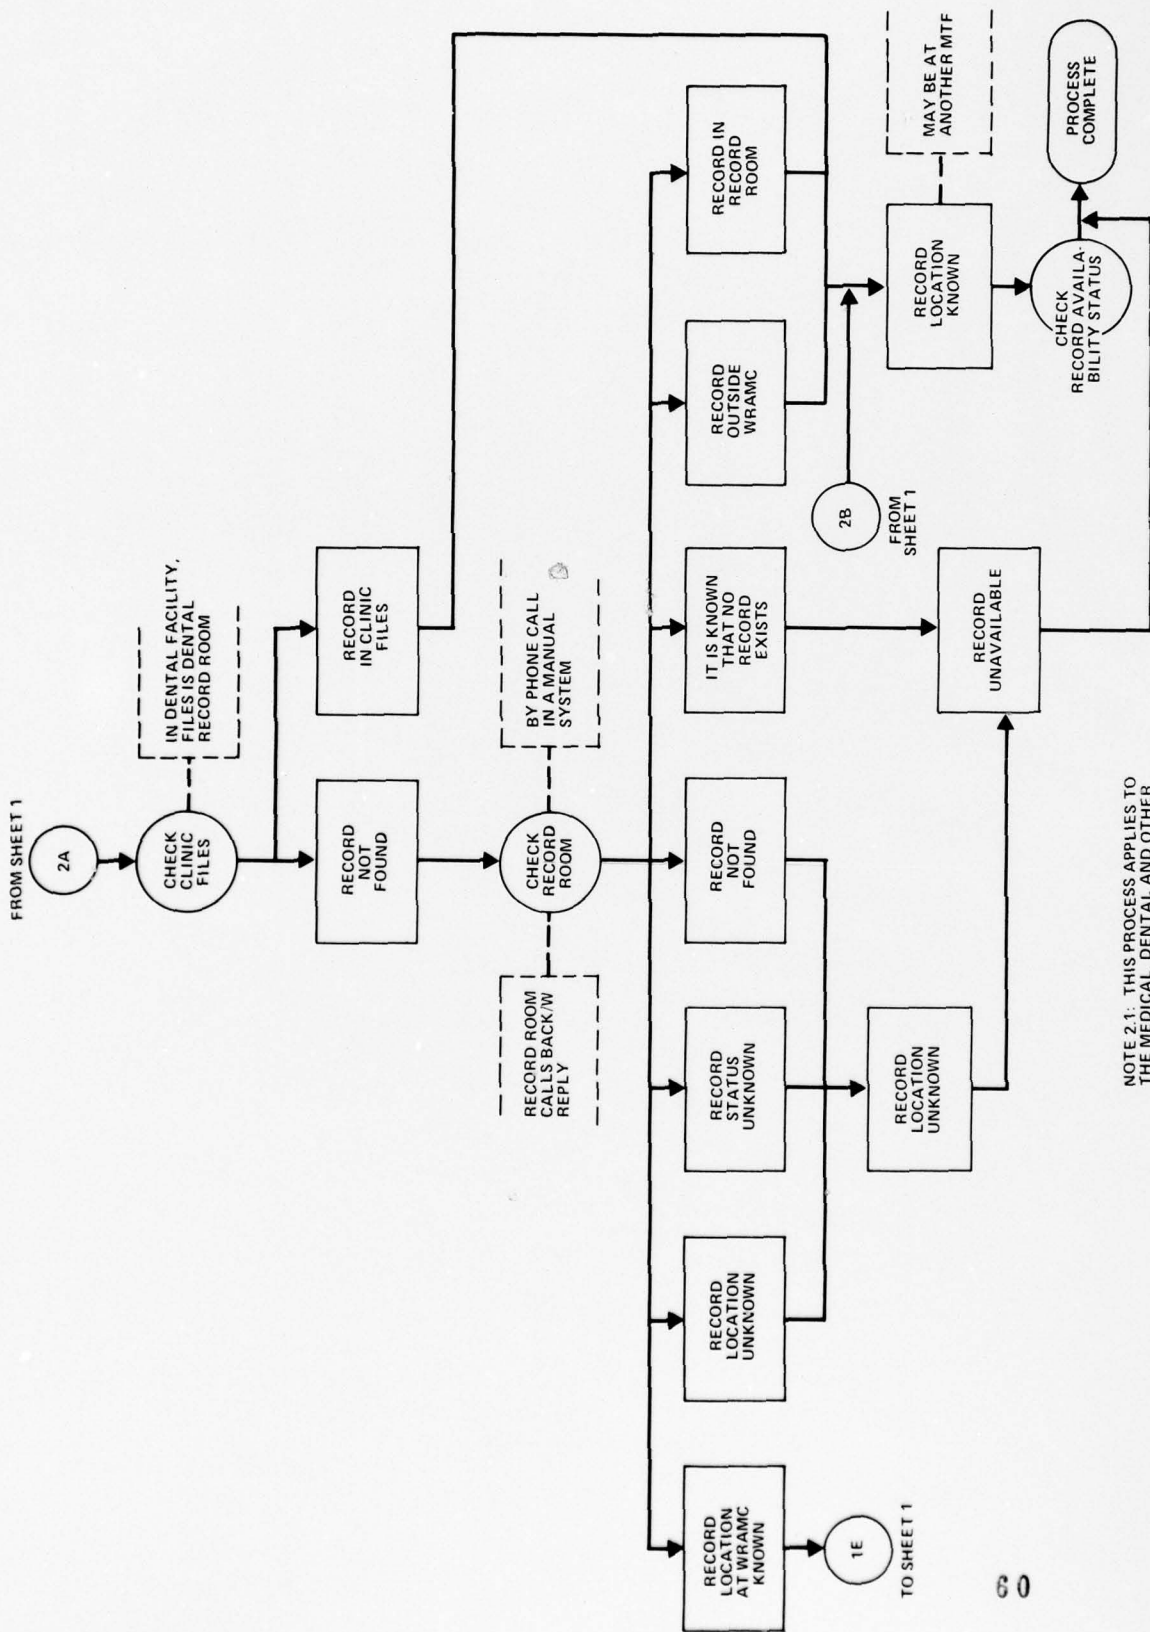 FROM SHEET 1
2A
CHECK
CLINIC
FILES
IN DENTAL FACILITY,
FILES IS DENTAL
RECORD ROOM
RECORD
NOT
FOUND
RECORD
IN CLINIC
FILES
RECORD ROOM
CALLS BACK/W
REPLY
CHECK
RECORD
ROOM
BY PHONE CALL
IN A MANUAL
SYSTEM
RECORD
LOCATION
AT WRAMC
KNOWN
RECORD
LOCATION
UNKNOWN
RECORD
STATUS
UNKNOWN
RECORD
NOT
FOUND
IT IS KNOWN
THAT NO
RECORD
EXISTS
RECORD
OUTSIDE
WRAMC
RECORD IN
RECORD
ROOM
1E
TO SHEET 1
RECORD
LOCATION
UNKNOWN
2B
FROM
SHEET 1
RECORD
UNAVAILABLE
RECORD
LOCATION
KNOWN
MAY BE AT
ANOTHER MTF
CHECK
RECORD AVAILA-
BILITY STATUS
PROCESS
COMPLETE
NOTE 2.1: THIS PROCESS APPLIES TO
THE MEDICAL, DENTAL AND OTHER
60